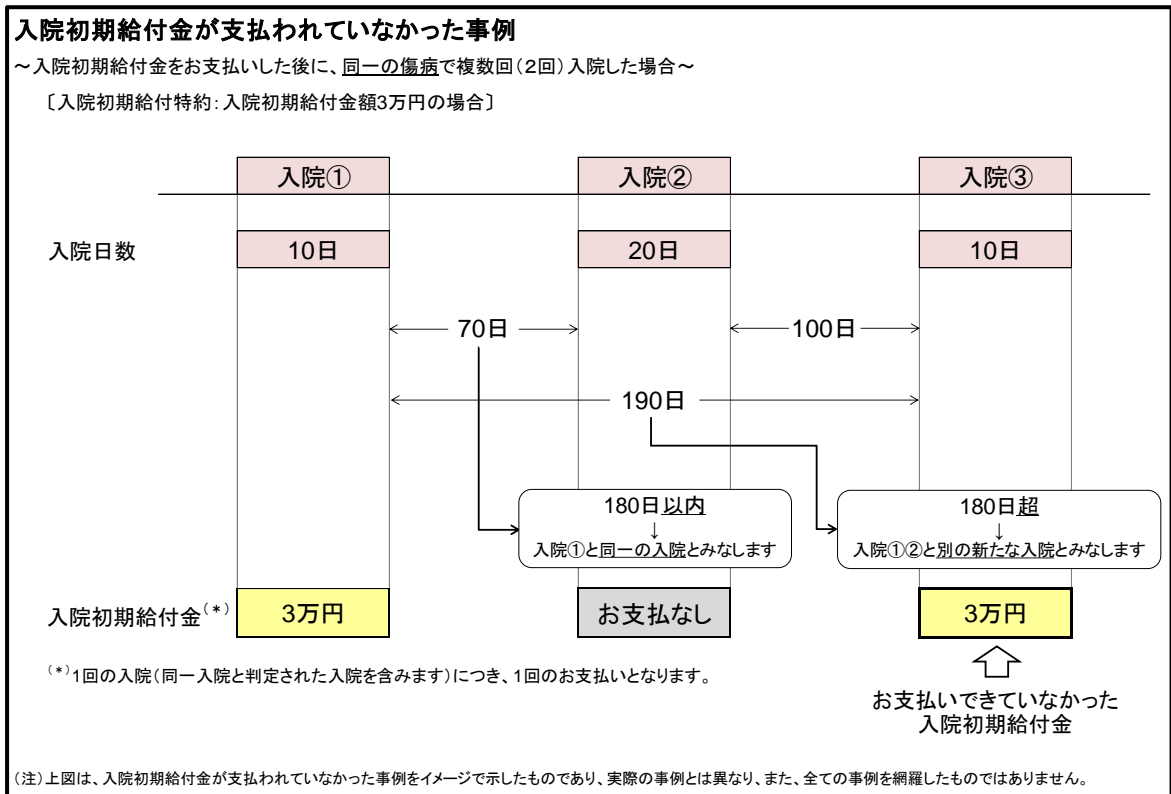 入院初期給付金が支払われていなかった事例
～入院初期給付金をお支払いした後に、同一の傷病で複数回(2回)入院した場合～
〔入院初期給付特約：入院初期給付金額3万円の場合〕
入院① 入院② 入院③
入院日数 10日 20日 10日
70日 100日
190日
180日以内 180日超
↓ ↓
入院①と同一の入院とみなします 入院①②と別の新たな入院とみなします
入院初期給付金(*) 3万円 お支払なし 3万円
(*)1回の入院(同一入院と判定された入院を含みます)につき、1回のお支払いとなります。
お支払いできていなかった
入院初期給付金
(注)上図は、入院初期給付金が支払われていなかった事例をイメージで示したものであり、実際の事例とは異なり、また、全ての事例を網羅したものではありません。